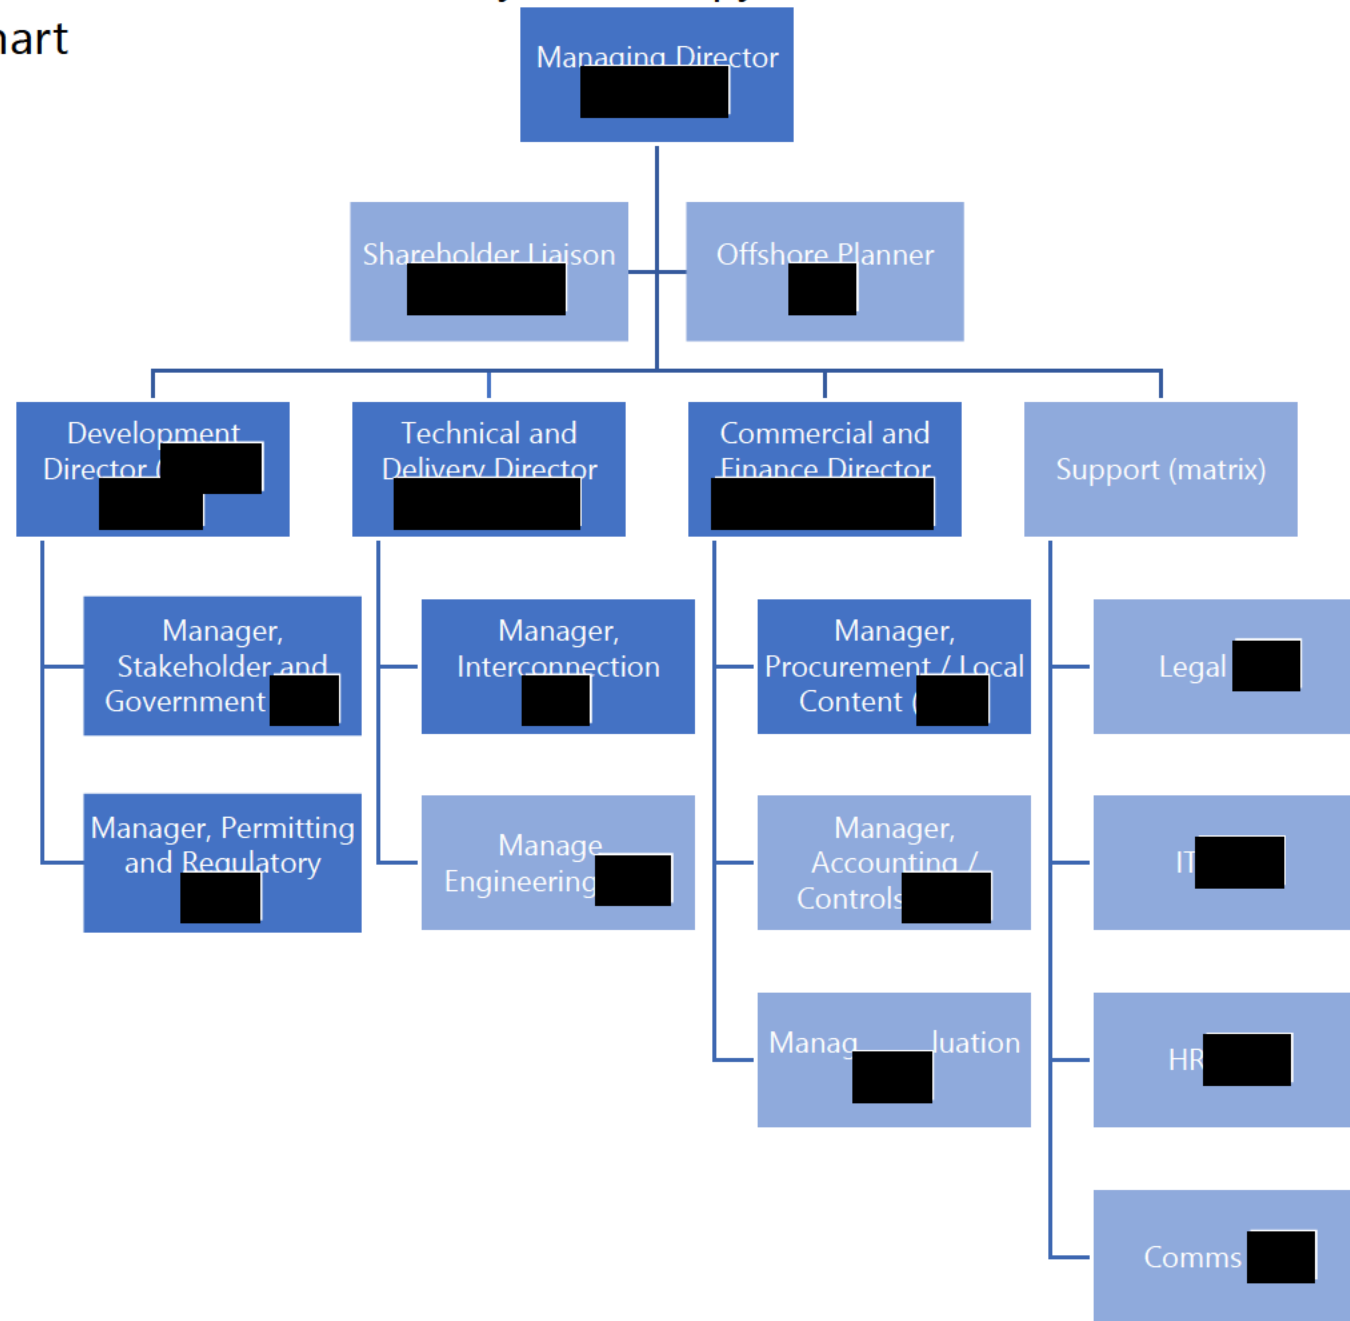 hart
Managing Director
Shareholder Liaison
Offshore Planner
Development
Director (
Technical and
Delivery Director
Commercial and
Finance Director
Support (matrix)
Manager,
Stakeholder and
Government
Manager,
Interconnection
Manager,
Procurement / Local
Content (
Legal
Manager, Permitting
and Regulatory
Manage
Engineering
Manager,
Accounting /
Controls
IT
Manag luation
HR
Comms